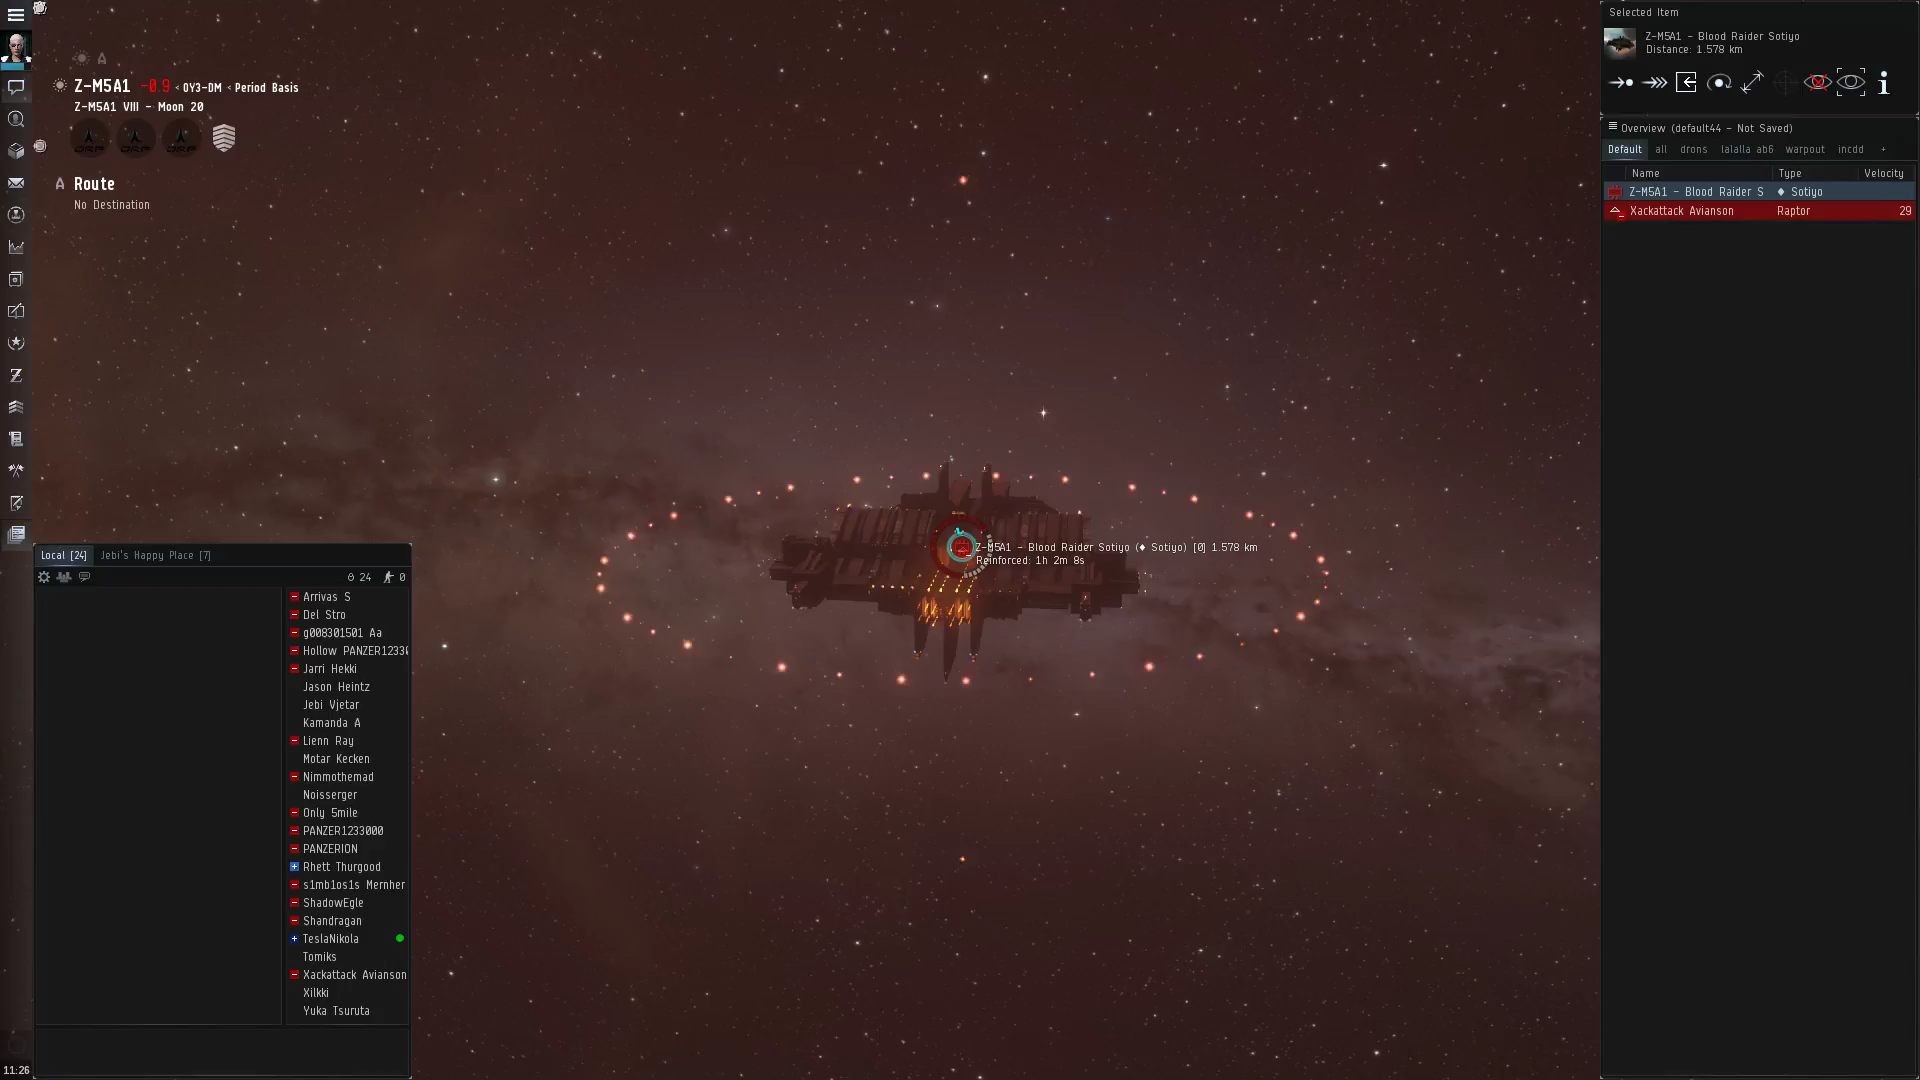 Z-M5A1 -0.9 < OY3-DM < Period Basis
Z-M5A1 VIII - Moon 20
ORF ORF ORF
Route
No Destination
Selected Item
Z-M5A1 - Blood Raider Sotiyo
Distance: 1.578 km
Overview (default44 - Not Saved)
Default all drons lalalla ab6 warpout incdd +
Name Type Velocity
Z-M5A1 - Blood Raider S ♦ Sotiyo
Xackattack Avianson Raptor 29
Z-M5A1 - Blood Raider Sotiyo (♦ Sotiyo) [0] 1.578 km
Reinforced: 1h 2m 8s
Local [24] Jebi's Happy Place [7]
24 0
Arrivas S
Del Stro
g008301501 Aa
Hollow PANZER12330
Jarri Hekki
Jason Heintz
Jebi Vjetar
Kamanda A
Lienn Ray
Motar Kecken
Nimmothemad
Noisserger
Only 5mile
PANZER1233000
PANZERION
Rhett Thurgood
s1mb1os1s Mernher
ShadowEgle
Shandragan
TeslaNikola
Tomiks
Xackattack Avianson
Xilkki
Yuka Tsuruta
11:26